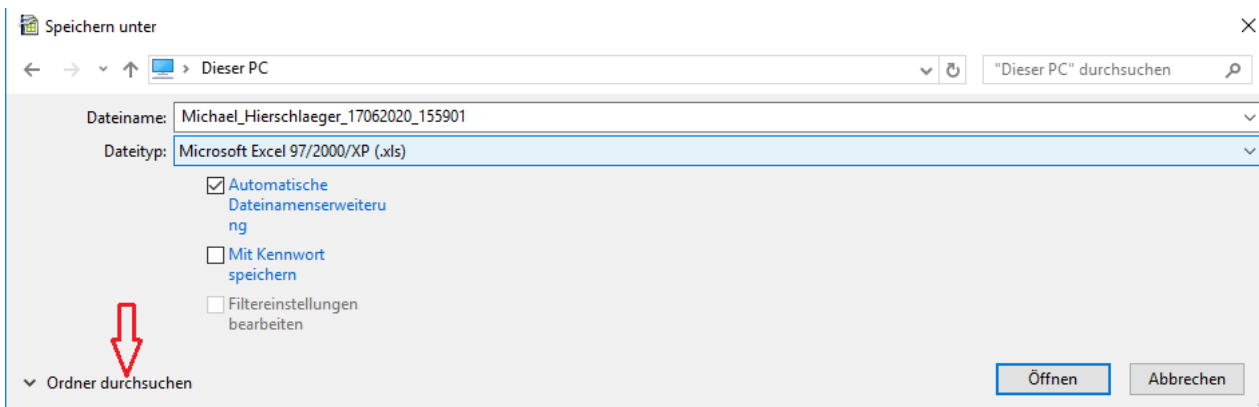 Speichern unter
Dieser PC
"Dieser PC" durchsuchen
Dateiname: Michael_Hierschlaeger_17062020_155901
Dateityp: Microsoft Excel 97/2000/XP (.xls)
Automatische
Dateinamenserweiteru
ng
Mit Kennwort
speichern
Filtereinstellungen
bearbeiten
Ordner durchsuchen
Öffnen
Abbrechen